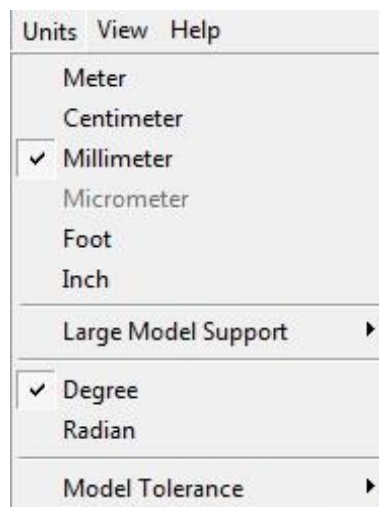 Units View Help
Meter
Centimeter
Millimeter
Micrometer
Foot
Inch
Large Model Support
Degree
Radian
Model Tolerance